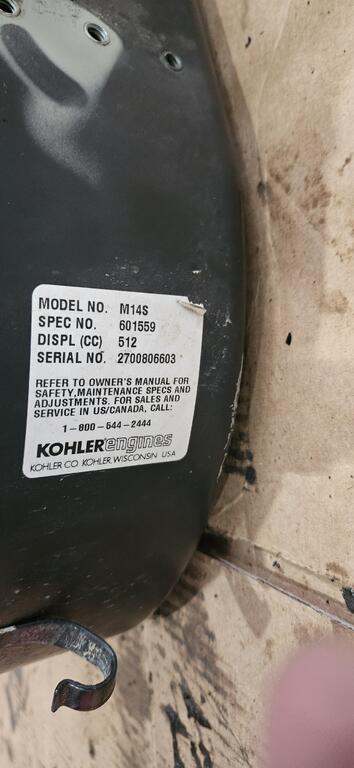 MODEL NO. M14S
SPEC NO. 601559
DISPL (CC) 512
SERIAL NO. 2700806603
REFER TO OWNER'S MANUAL FOR
SAFETY,MAINTENANCE SPECS AND
ADJUSTMENTS. FOR SALES AND
SERVICE IN US/CANADA, CALL:
1-800-544-2444
KOHLERengines
KOHLER CO. KOHLER, WISCONSIN USA